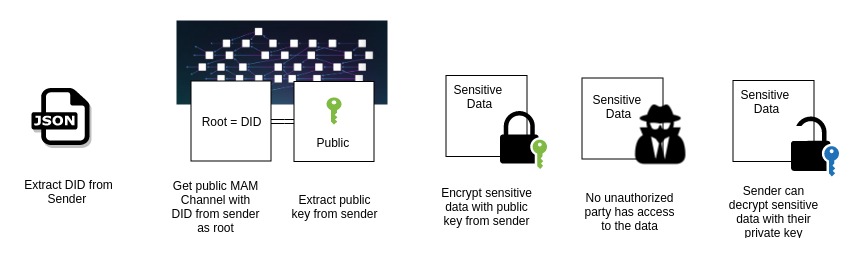 JSON
Extract DID from
Sender
Root = DID
Public
Get public MAM
Channel with
DID from sender
as root
Extract public
key from sender
Sensitive
Data
Encrypt sensitive
data with public
key from sender
Sensitive
Data
No unauthorized
party has access
to the data
Sensitive
Data
Sender can
decrypt sensitive
data with their
private key